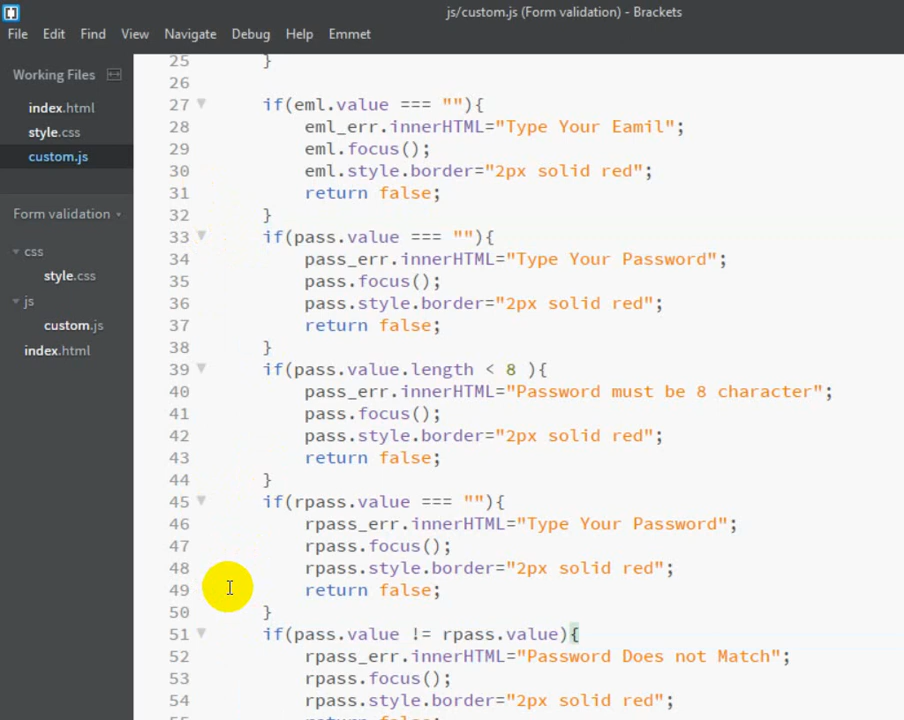 js/custom.js (Form validation) - Brackets
File Edit Find View Navigate Debug Help Emmet
Working Files
index.html
style.css
custom.js
Form validation
css
style.css
js
custom.js
index.html
25 }
26
27 if(eml.value === ""){
28 eml_err.innerHTML="Type Your Eamil";
29 eml.focus();
30 eml.style.border="2px solid red";
31 return false;
32 }
33 if(pass.value === ""){
34 pass_err.innerHTML="Type Your Password";
35 pass.focus();
36 pass.style.border="2px solid red";
37 return false;
38 }
39 if(pass.value.length < 8 ){
40 pass_err.innerHTML="Password must be 8 character";
41 pass.focus();
42 pass.style.border="2px solid red";
43 return false;
44 }
45 if(rpass.value === ""){
46 rpass_err.innerHTML="Type Your Password";
47 rpass.focus();
48 rpass.style.border="2px solid red";
49 return false;
50 }
51 if(pass.value != rpass.value){
52 rpass_err.innerHTML="Password Does not Match";
53 rpass.focus();
54 rpass.style.border="2px solid red";